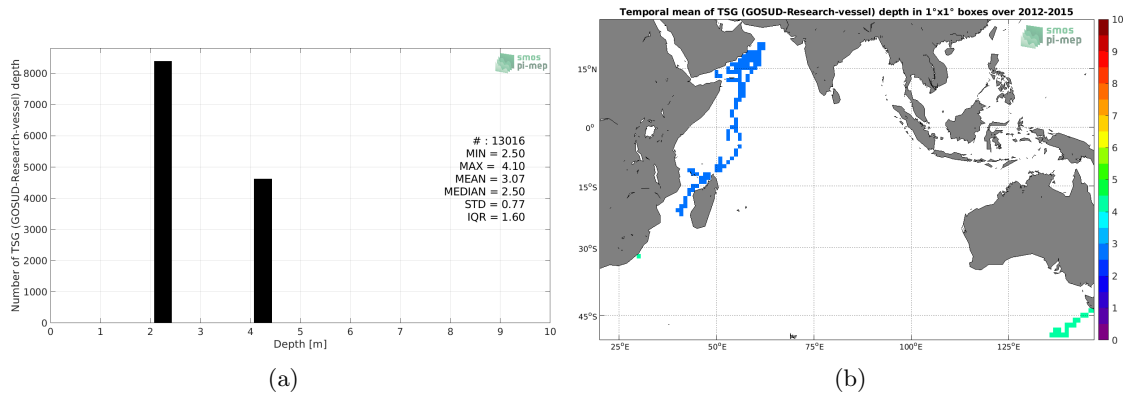 smos
pi-mep
8000
7000
6000
5000
4000
3000
2000
1000
0
Number of TSG (GOSUD-Research-vessel) depth
# : 13016
MIN = 2.50
MAX = 4.10
MEAN = 3.07
MEDIAN = 2.50
STD = 0.77
IQR = 1.60
0 1 2 3 4 5 6 7 8 9 10
Depth [m]
(a)
Temporal mean of TSG (GOSUD-Research-vessel) depth in 1°x1° boxes over 2012-2015
smos
pi-mep
15°N
0°
15°S
30°S
45°S
25°E 50°E 75°E 100°E 125°E
10
9
8
7
6
5
4
3
2
1
0
(b)